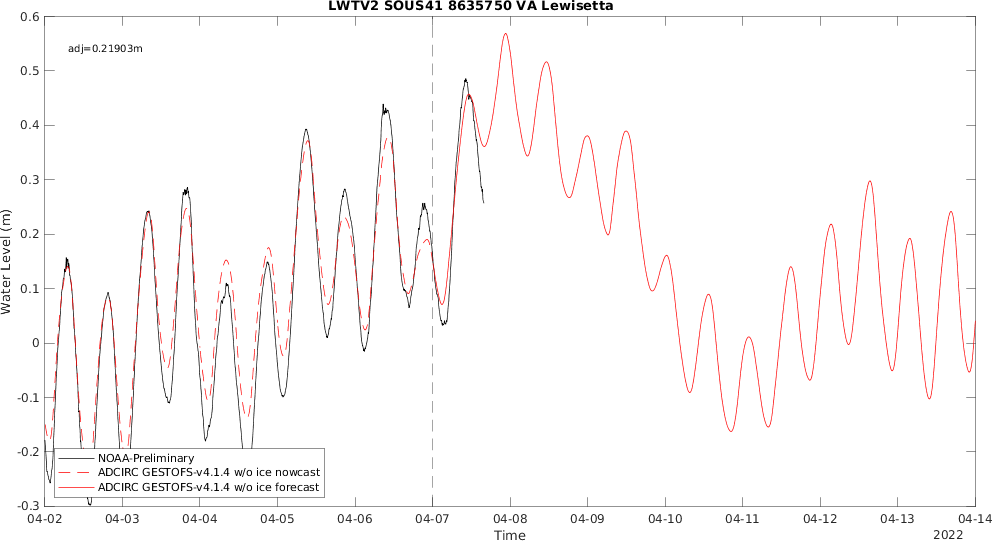 LWTV2 SOUS41 8635750 VA Lewisetta
adj=0.21903m
Water Level (m)
0.6
0.5
0.4
0.3
0.2
0.1
0
-0.1
-0.2
-0.3
NOAA-Preliminary
ADCIRC GESTOFS-v4.1.4 w/o ice nowcast
ADCIRC GESTOFS-v4.1.4 w/o ice forecast
04-02 04-03 04-04 04-05 04-06 04-07 04-08 04-09 04-10 04-11 04-12 04-13 04-14
Time
2022